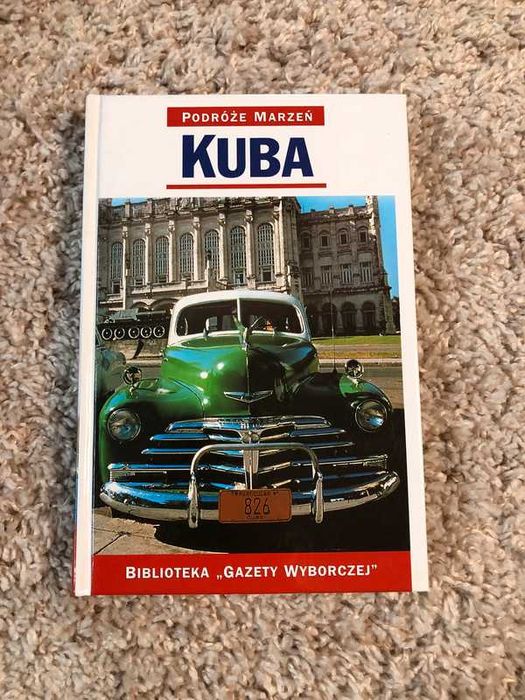 PODRÓŻE MARZEŃ
KUBA
826
BIBLIOTEKA „GAZETY WYBORCZEJ"